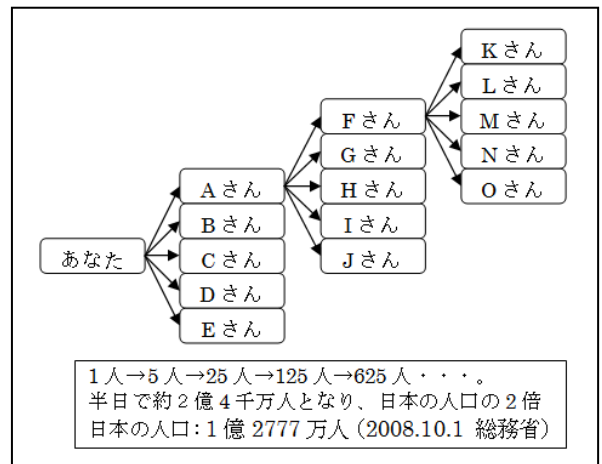 あなた
Aさん
Bさん
Cさん
Dさん
Eさん
Fさん
Gさん
Hさん
Iさん
Jさん
Kさん
Lさん
Mさん
Nさん
Oさん
1人→5人→25人→125人→625人・・・。
半日で約2億4千万人となり、日本の人口の2倍
日本の人口：1億2777万人（2008.10.1 総務省）